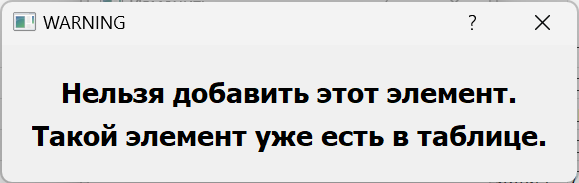 WARNING
?
Нельзя добавить этот элемент.
Такой элемент уже есть в таблице.